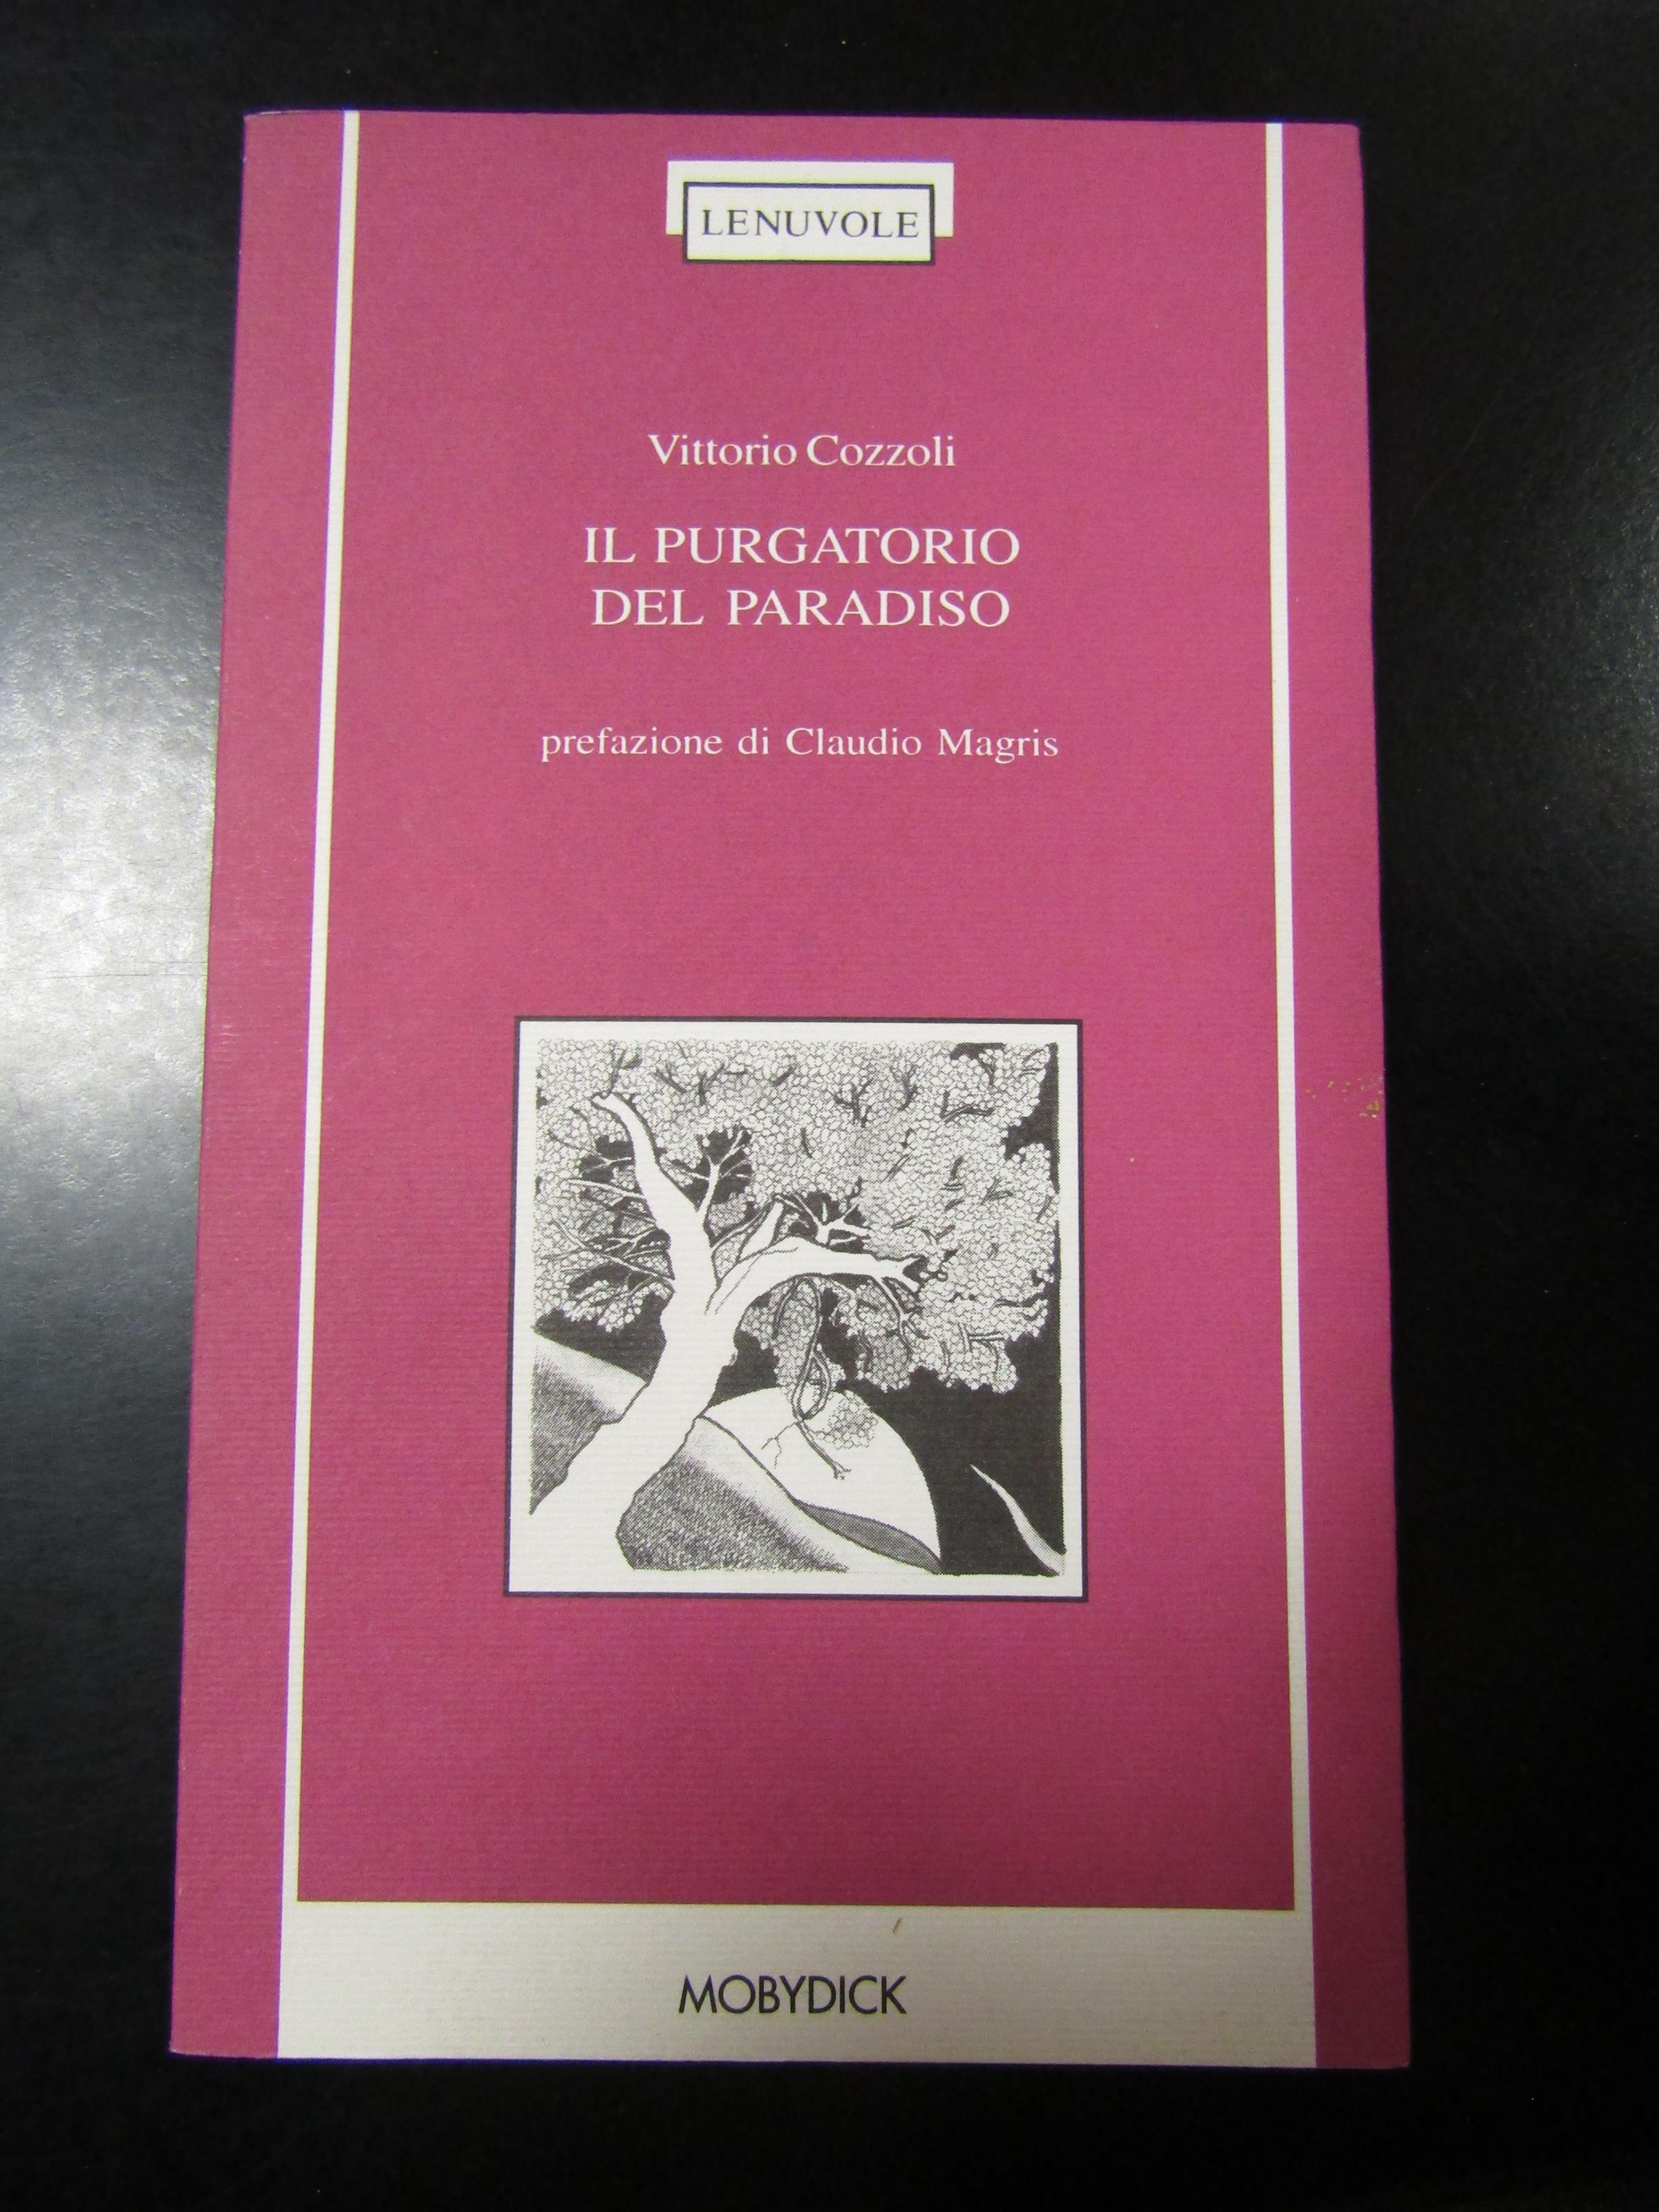 LENUVOLE
Vittorio Cozzoli
IL PURGATORIO
DEL PARADISO
prefazione di Claudio Magris
MOBYDICK